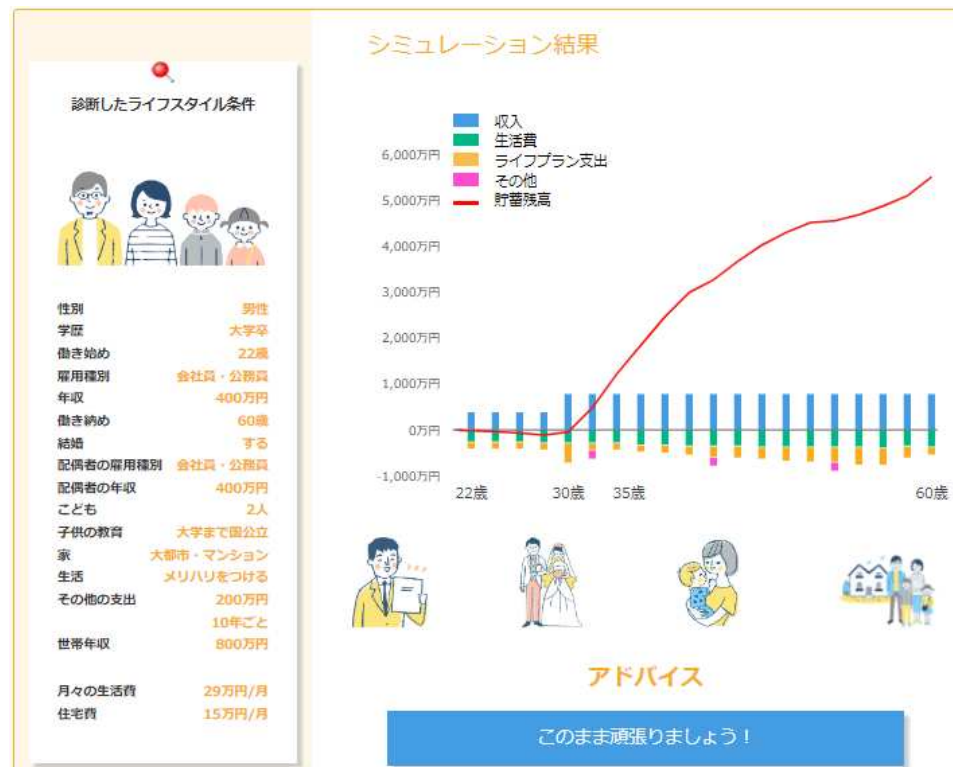 シミュレーション結果
診断したライフスタイル条件
性別 男性
学歴 大学卒
働き始め 22歳
雇用種別 会社員・公務員
年収 400万円
働き納め 60歳
結婚 する
配偶者の雇用種別 会社員・公務員
配偶者の年収 400万円
こども 2人
子供の教育 大学まで国公立
家 大都市・マンション
生活 メリハリをつける
その他の支出 200万円
10年ごと
世帯年収 800万円
月々の生活費 29万円/月
住宅費 15万円/月
収入
生活費
ライフプラン支出
その他
貯蓄残高
6,000万円
5,000万円
4,000万円
3,000万円
2,000万円
1,000万円
0万円
-1,000万円
22歳 30歳 35歳 60歳
アドバイス
このまま頑張りましょう！